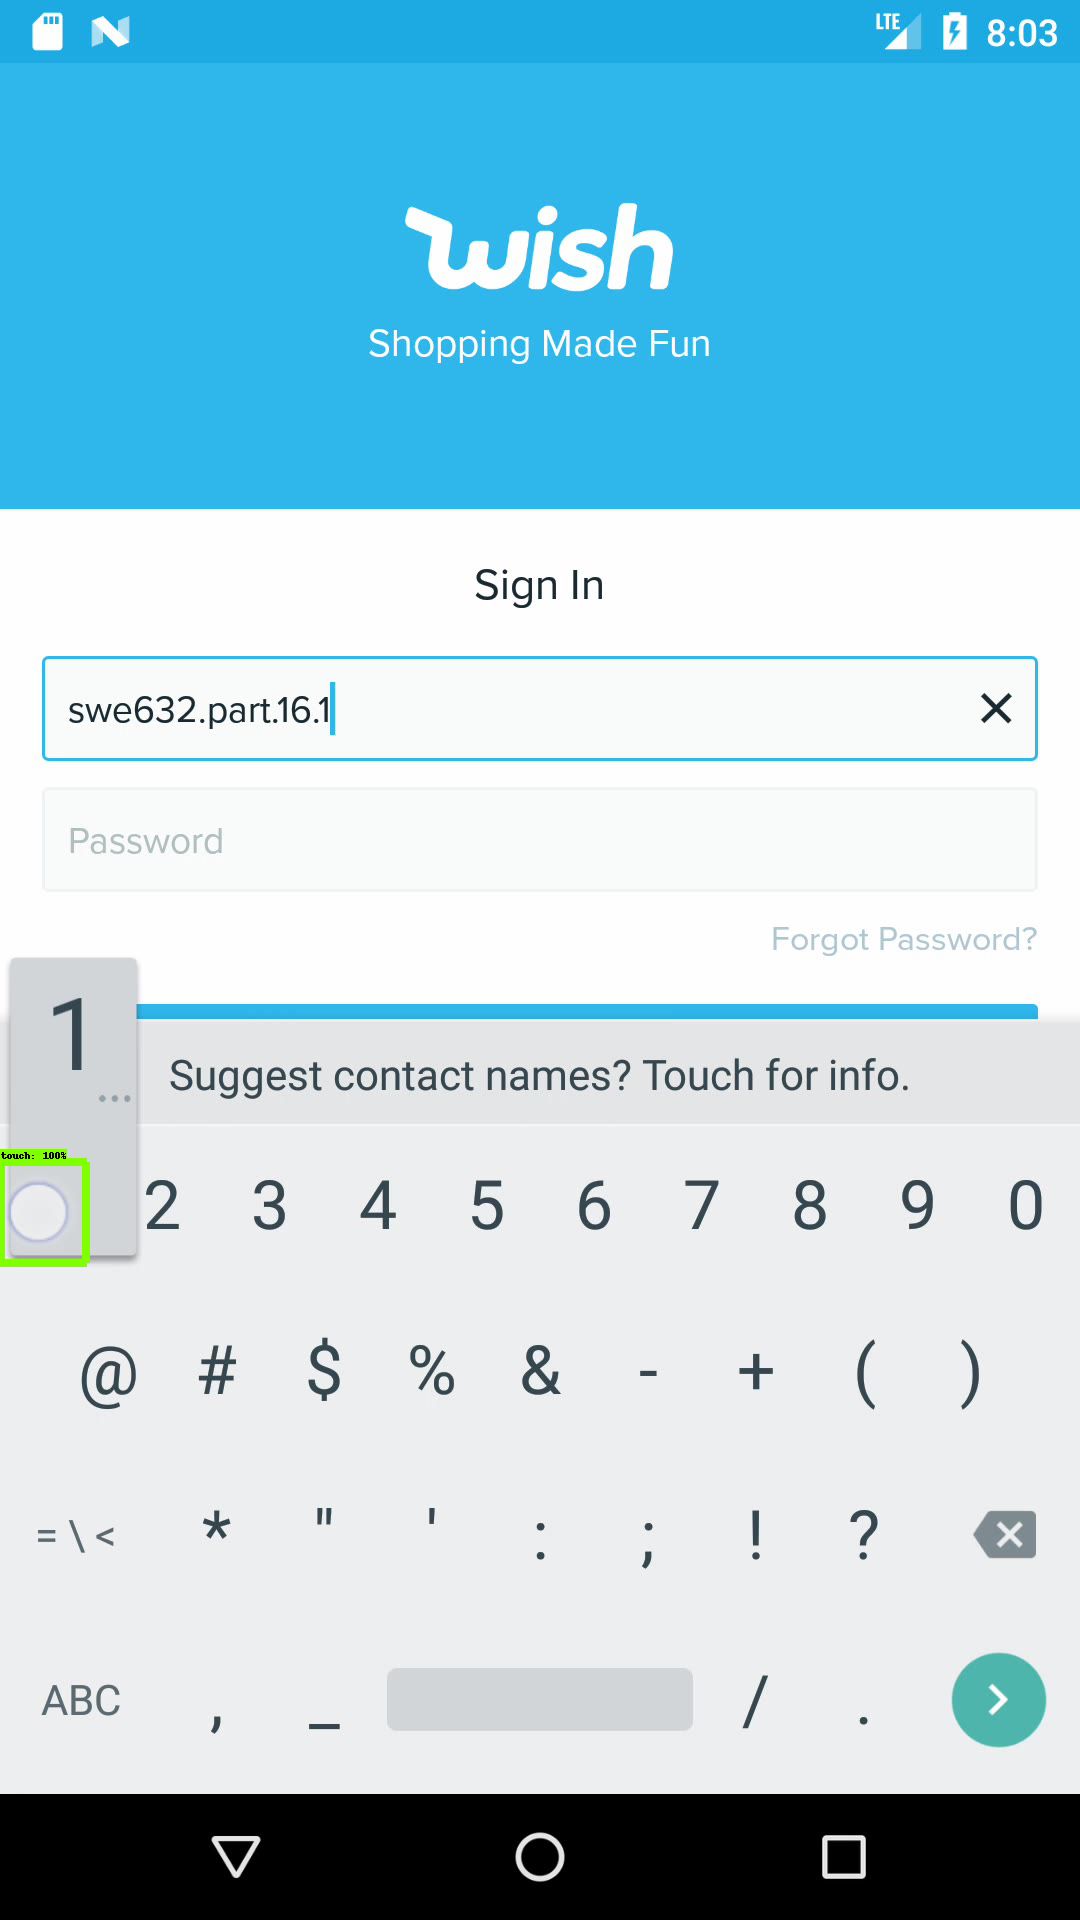 LTE 8:03
wish
Shopping Made Fun
Sign In
swe632.part.16.1
Password
Forgot Password?
1
...
Suggest contact names? Touch for info.
touch: 100%
2 3 4 5 6 7 8 9 0
@ # $ % & - + ( )
= \ < * " ' : ; ! ?
ABC , _ / .